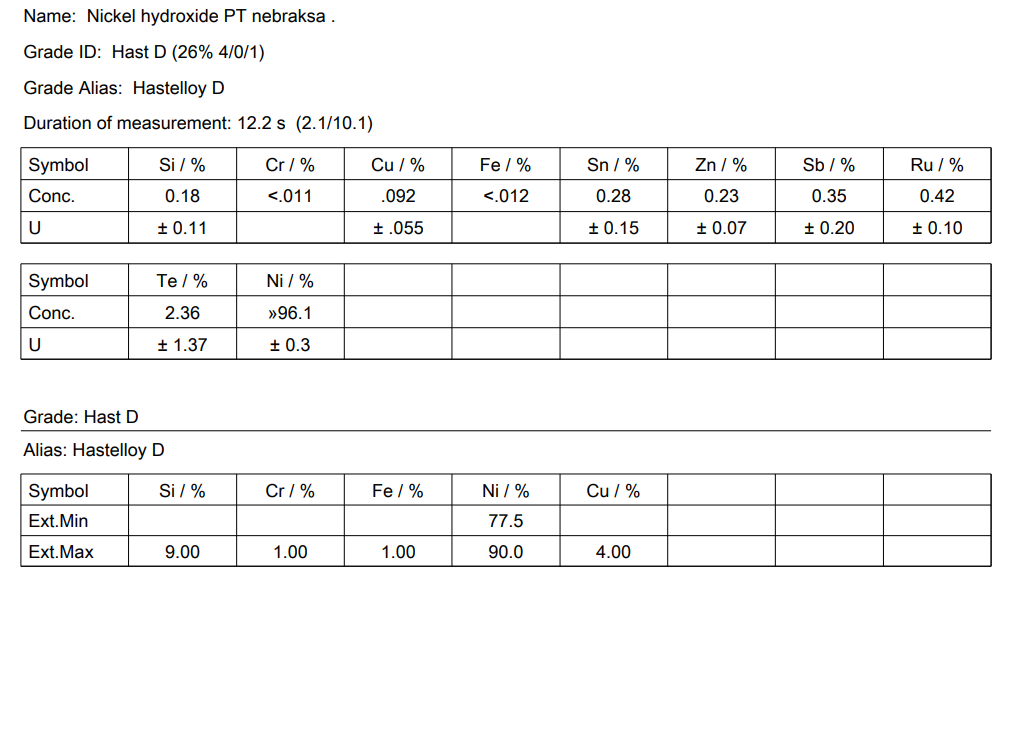 Name: Nickel hydroxide PT nebraksa .
Grade ID: Hast D (26% 4/0/1)
Grade Alias: Hastelloy D
Duration of measurement: 12.2 s (2.1/10.1)
Symbol Si / % Cr / % Cu / % Fe / % Sn / % Zn / % Sb / % Ru / %
Conc. 0.18 <.011 .092 <.012 0.28 0.23 0.35 0.42
U ± 0.11 ± .055 ± 0.15 ± 0.07 ± 0.20 ± 0.10
Symbol Te / % Ni / %
Conc. 2.36 »96.1
U ± 1.37 ± 0.3
Grade: Hast D
Alias: Hastelloy D
Symbol Si / % Cr / % Fe / % Ni / % Cu / %
Ext.Min 77.5
Ext.Max 9.00 1.00 1.00 90.0 4.00